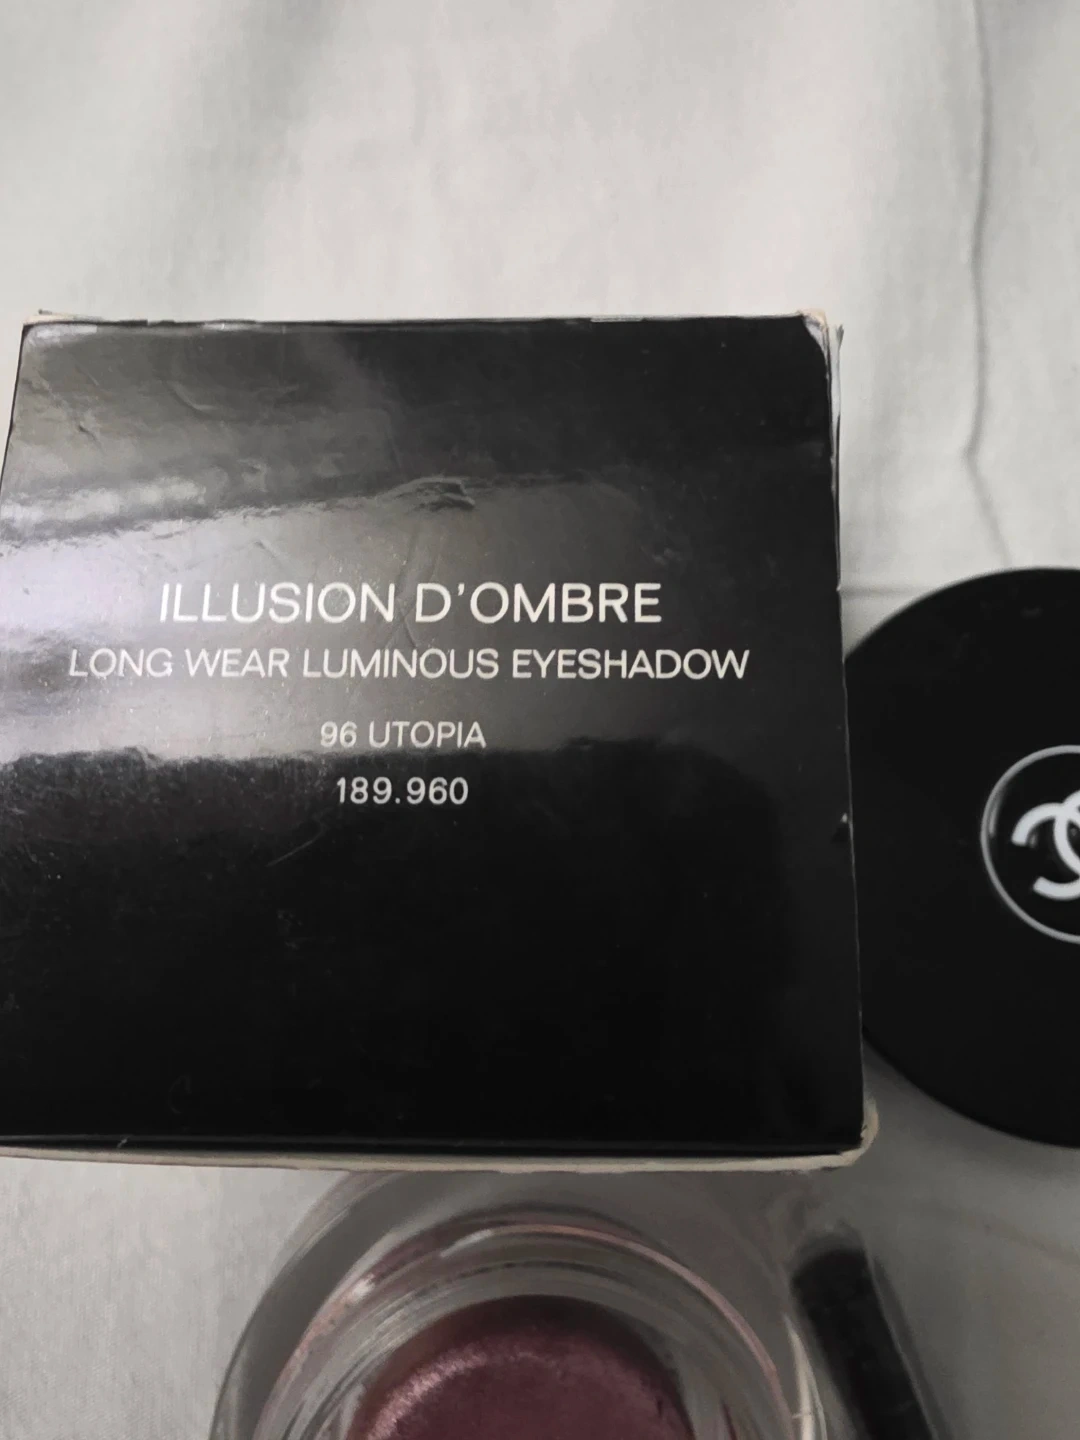 ILLUSION D'OMBRE
LONG WEAR LUMINOUS EYESHADOW
96 UTOPIA
189.960